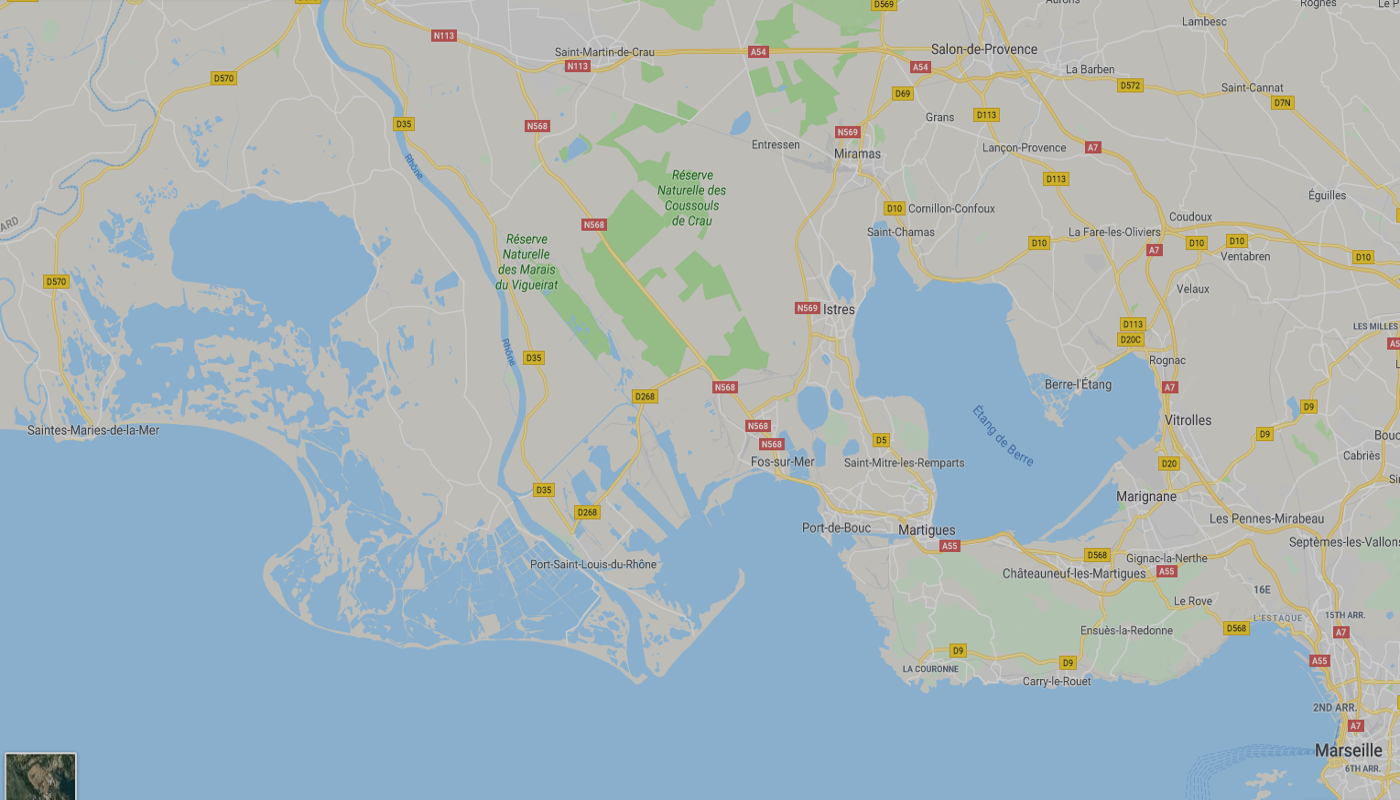 D569
Aurons
Rognes
Lambesc
N113
Saint-Martin-de-Crau
N113
A54
Salon-de-Provence
A54
La Barben
D572
Saint-Cannat
D7N
D570
D35
N568
D69
Grans
D113
N569
Entressen
Miramas
Lançon-Provence
A7
Rhône
Réserve
Naturelle des
Coussouls
de Crau
D113
Éguilles
D10
Cornillon-Confoux
Coudoux
ARD
N568
Saint-Chamas
La Fare-les-Oliviers
Réserve
Naturelle
des Marais
du Vigueirat
D10
A7
D10
D10
Ventabren
D10
D570
Velaux
N569
Istres
D113
D20C
LES MILLES
Rhône
D35
Rognac
N568
Berre-l'Étang
A7
D268
D9
Étang de Berre
Vitrolles
N568
N568
D5
D9
Saintes-Maries-de-la-Mer
Fos-sur-Mer
Saint-Mitre-les-Remparts
D20
Cabriès
D35
D268
Marignane
Port-de-Bouc
Martigues
Les Pennes-Mirabeau
A55
Septèmes-les-Vallons
Port-Saint-Louis-du-Rhône
D568
Gignac-la-Nerthe
Châteauneuf-les-Martigues
A55
16E
Le Rove
L'ESTAQUE
15TH ARR.
Ensuès-la-Redonne
D568
A7
D9
D9
LA COURONNE
A55
Carry-le-Rouet
2ND ARR.
A7
Marseille
6TH ARR.